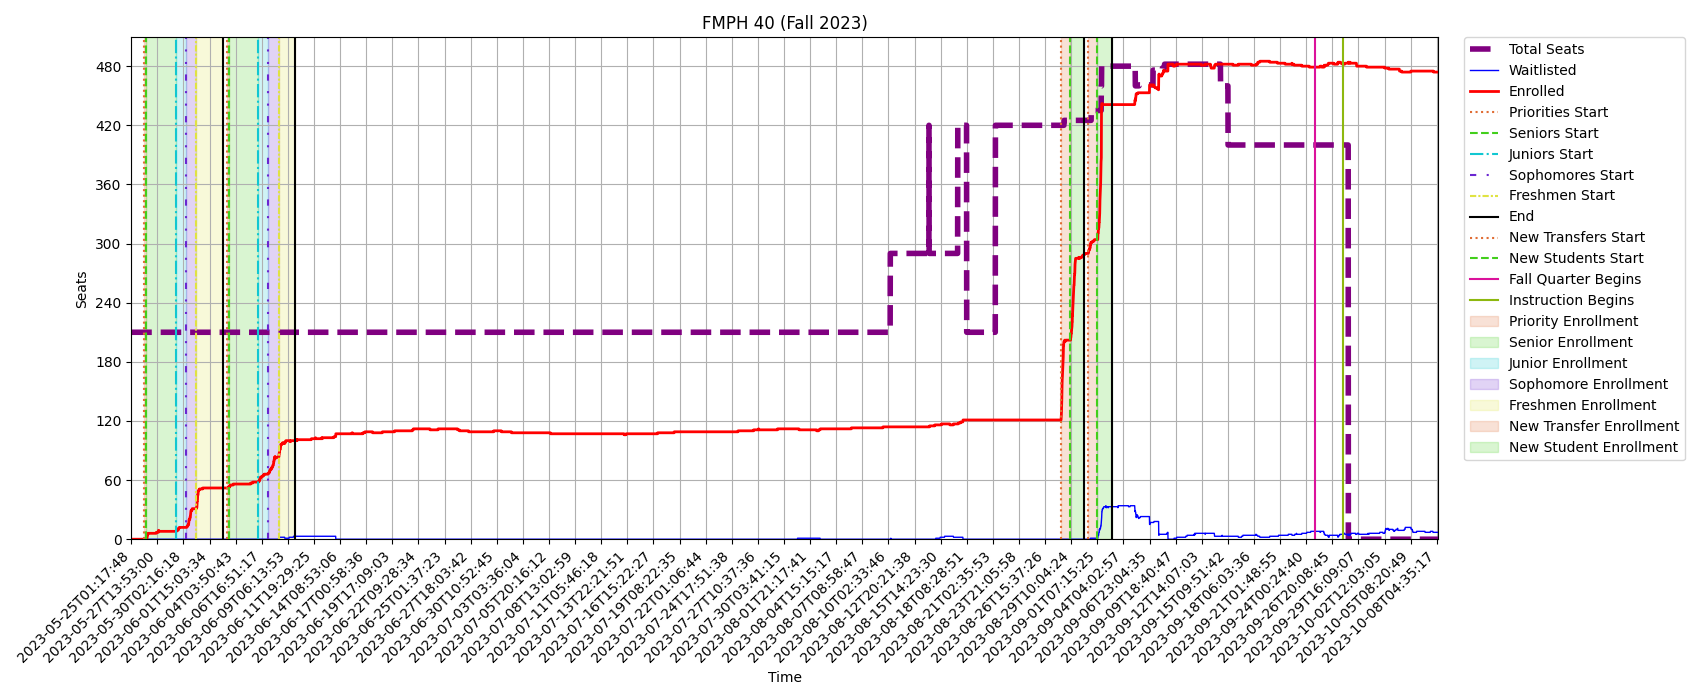 FMPH 40 (Fall 2023)
Seats
480
420
360
300
240
180
120
60
0
2023-05-25T01:17:48
2023-05-27T13:53:00
2023-05-30T02:16:18
2023-06-01T15:03:34
2023-06-04T03:50:43
2023-06-06T16:51:17
2023-06-09T06:13:53
2023-06-11T19:29:25
2023-06-14T08:53:06
2023-06-17T00:58:36
2023-06-19T17:09:03
2023-06-22T09:28:34
2023-06-25T01:37:23
2023-06-27T18:03:42
2023-06-30T10:52:45
2023-07-03T03:36:04
2023-07-05T20:16:12
2023-07-08T13:02:59
2023-07-11T05:46:18
2023-07-13T22:21:51
2023-07-16T15:22:27
2023-07-19T08:22:35
2023-07-22T01:06:44
2023-07-24T17:51:38
2023-07-27T10:37:36
2023-07-30T03:41:15
2023-08-01T21:17:41
2023-08-04T15:15:17
2023-08-07T08:58:47
2023-08-10T02:33:46
2023-08-12T20:21:38
2023-08-15T14:23:30
2023-08-18T08:28:51
2023-08-21T02:35:53
2023-08-23T21:05:58
2023-08-26T15:37:26
2023-08-29T10:04:24
2023-09-01T07:15:25
2023-09-04T04:02:57
2023-09-06T23:04:35
2023-09-09T18:40:47
2023-09-12T14:07:03
2023-09-15T09:51:42
2023-09-18T06:03:36
2023-09-21T01:48:55
2023-09-24T00:24:40
2023-09-26T20:08:45
2023-09-29T16:09:07
2023-10-02T12:03:05
2023-10-05T08:20:49
2023-10-08T04:35:17
Time
Total Seats
Waitlisted
Enrolled
Priorities Start
Seniors Start
Juniors Start
Sophomores Start
Freshmen Start
End
New Transfers Start
New Students Start
Fall Quarter Begins
Instruction Begins
Priority Enrollment
Senior Enrollment
Junior Enrollment
Sophomore Enrollment
Freshmen Enrollment
New Transfer Enrollment
New Student Enrollment